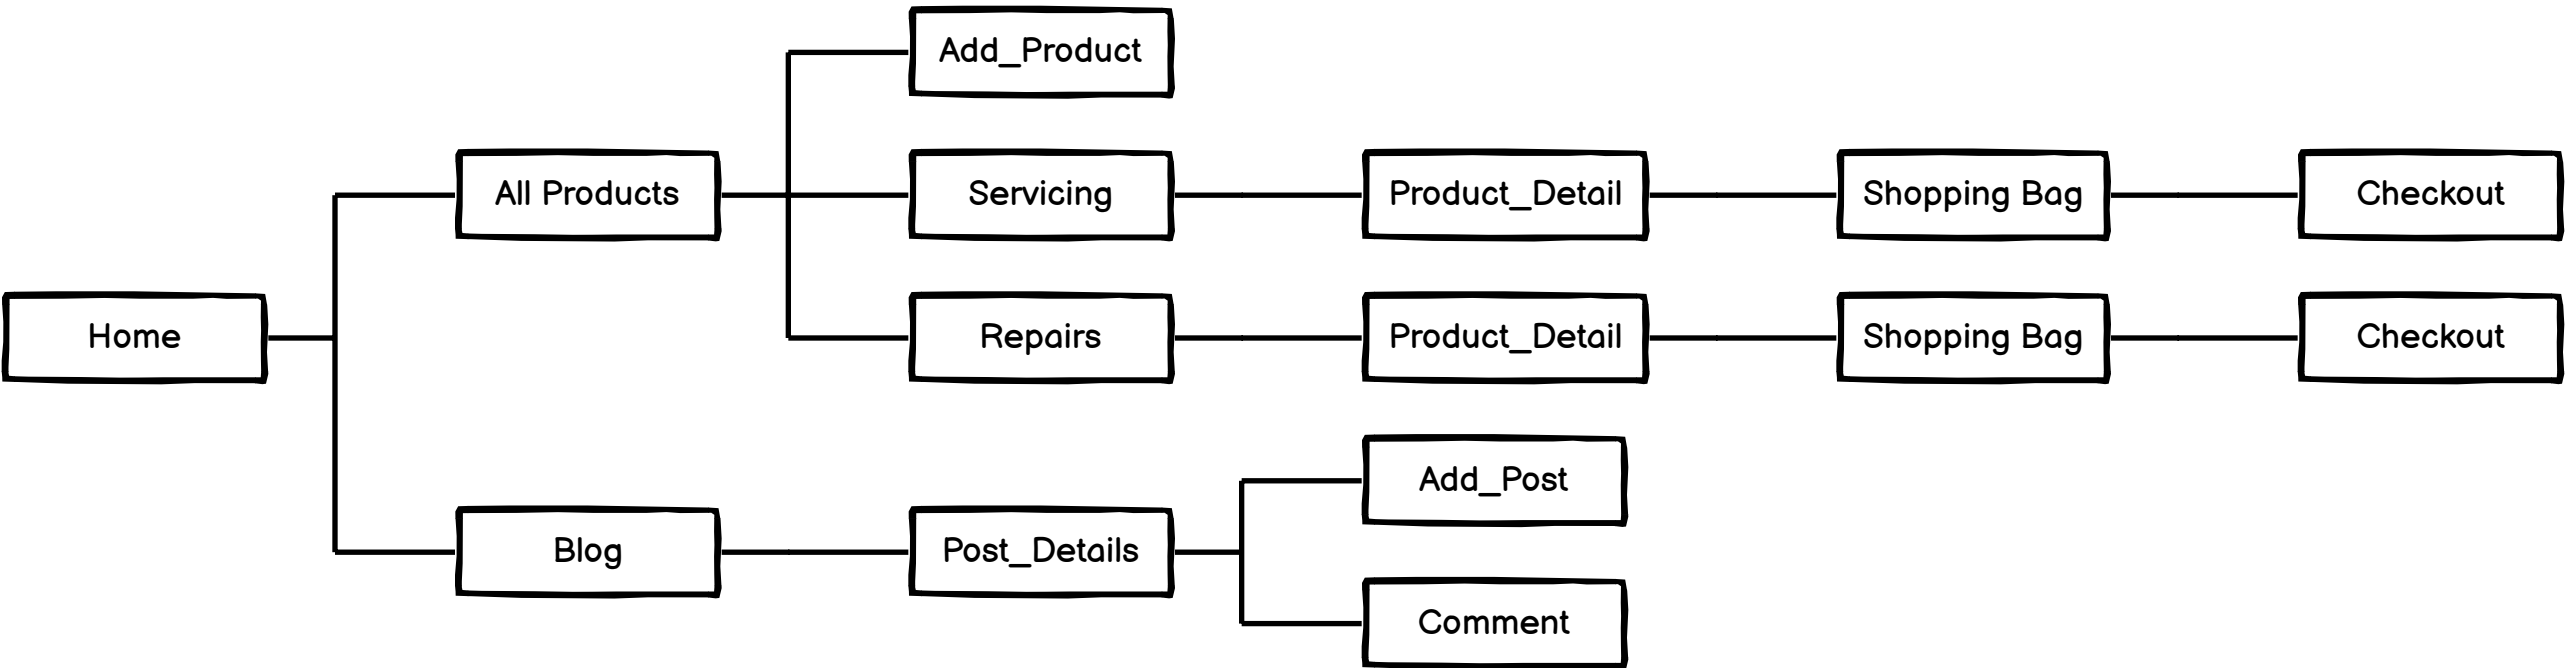 Add_Product
All Products
Servicing
Product_Detail
Shopping Bag
Checkout
Home
Repairs
Product_Detail
Shopping Bag
Checkout
Add_Post
Blog
Post_Details
Comment